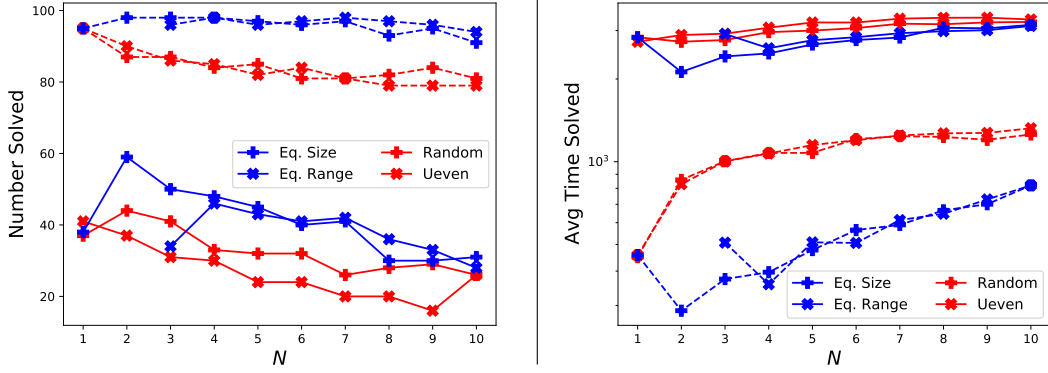 Number Solved
100
80
60
40
20
Eq. Size
Eq. Range
Random
Ueven
1 2 3 4 5 6 7 8 9 10
N
Avg Time Solved
10³
Eq. Size
Eq. Range
Random
Ueven
1 2 3 4 5 6 7 8 9 10
N